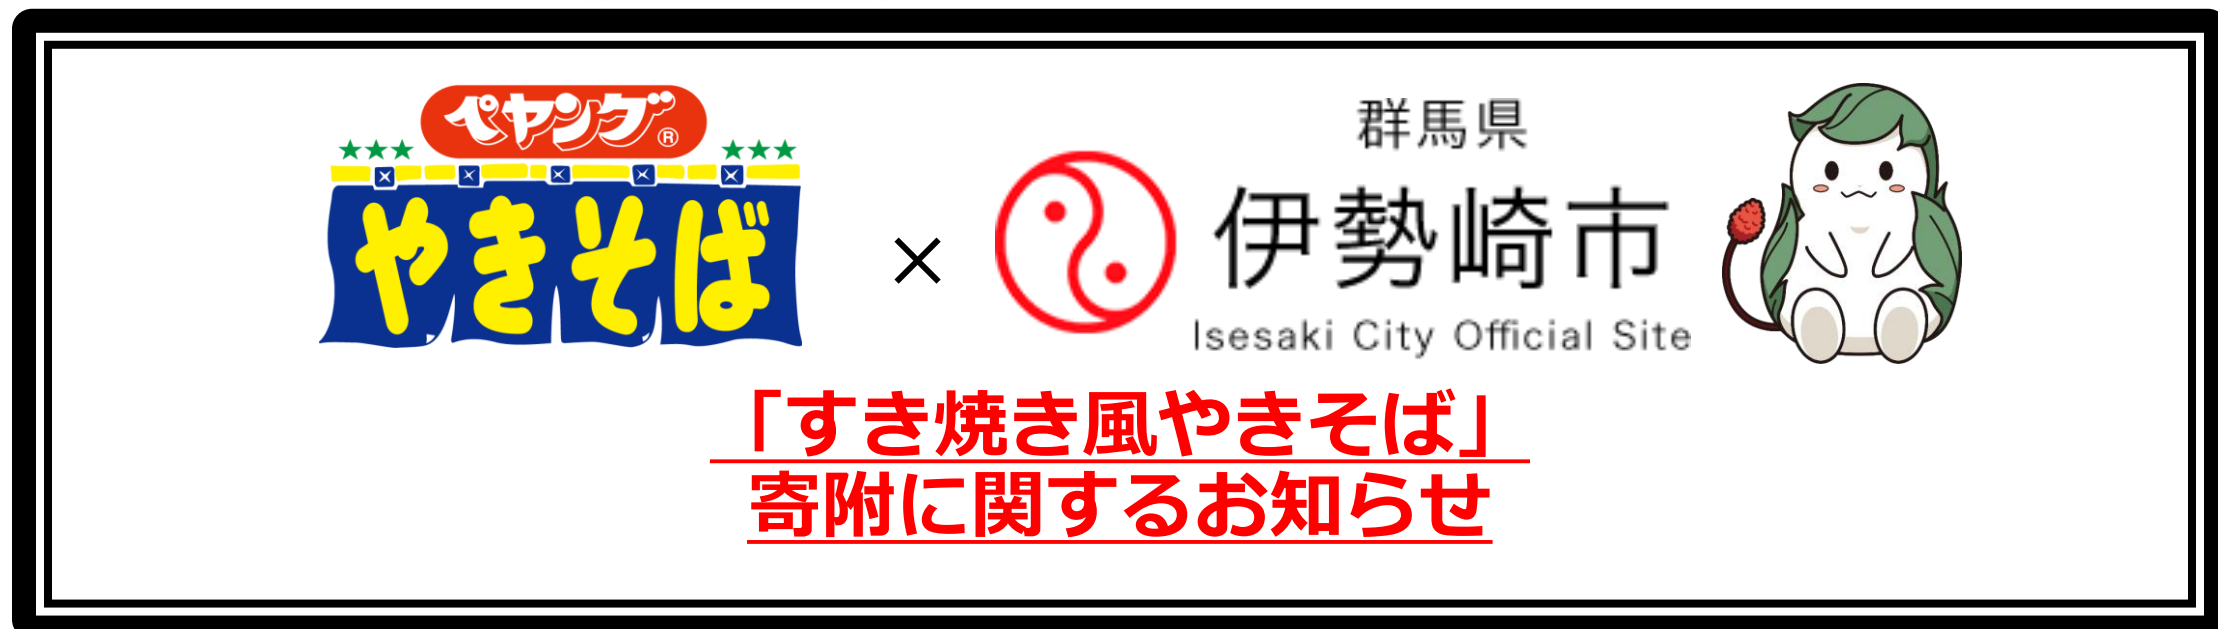 ペヤング®
やきそば
×
群馬県
伊勢崎市
Isesaki City Official Site
「すき焼き風やきそば」
寄附に関するお知らせ